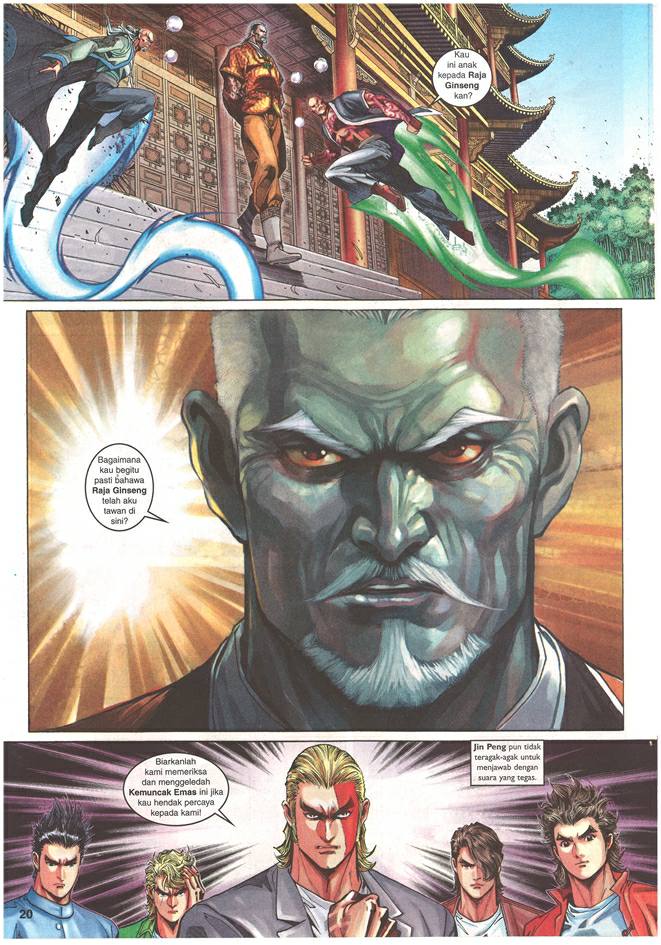 Kau
ini anak
kepada Raja
Ginseng
kan?
Bagaimana
kau begitu
pasti bahawa
Raja Ginseng
telah aku
tawan di
sini?
Biarkanlah
kami memeriksa
dan menggeledah
Kemuncak Emas ini jika
kau hendak percaya
kepada kami!
Jin Peng pun tidak
teragak-agak untuk
menjawab dengan
suara yang tegas.
20